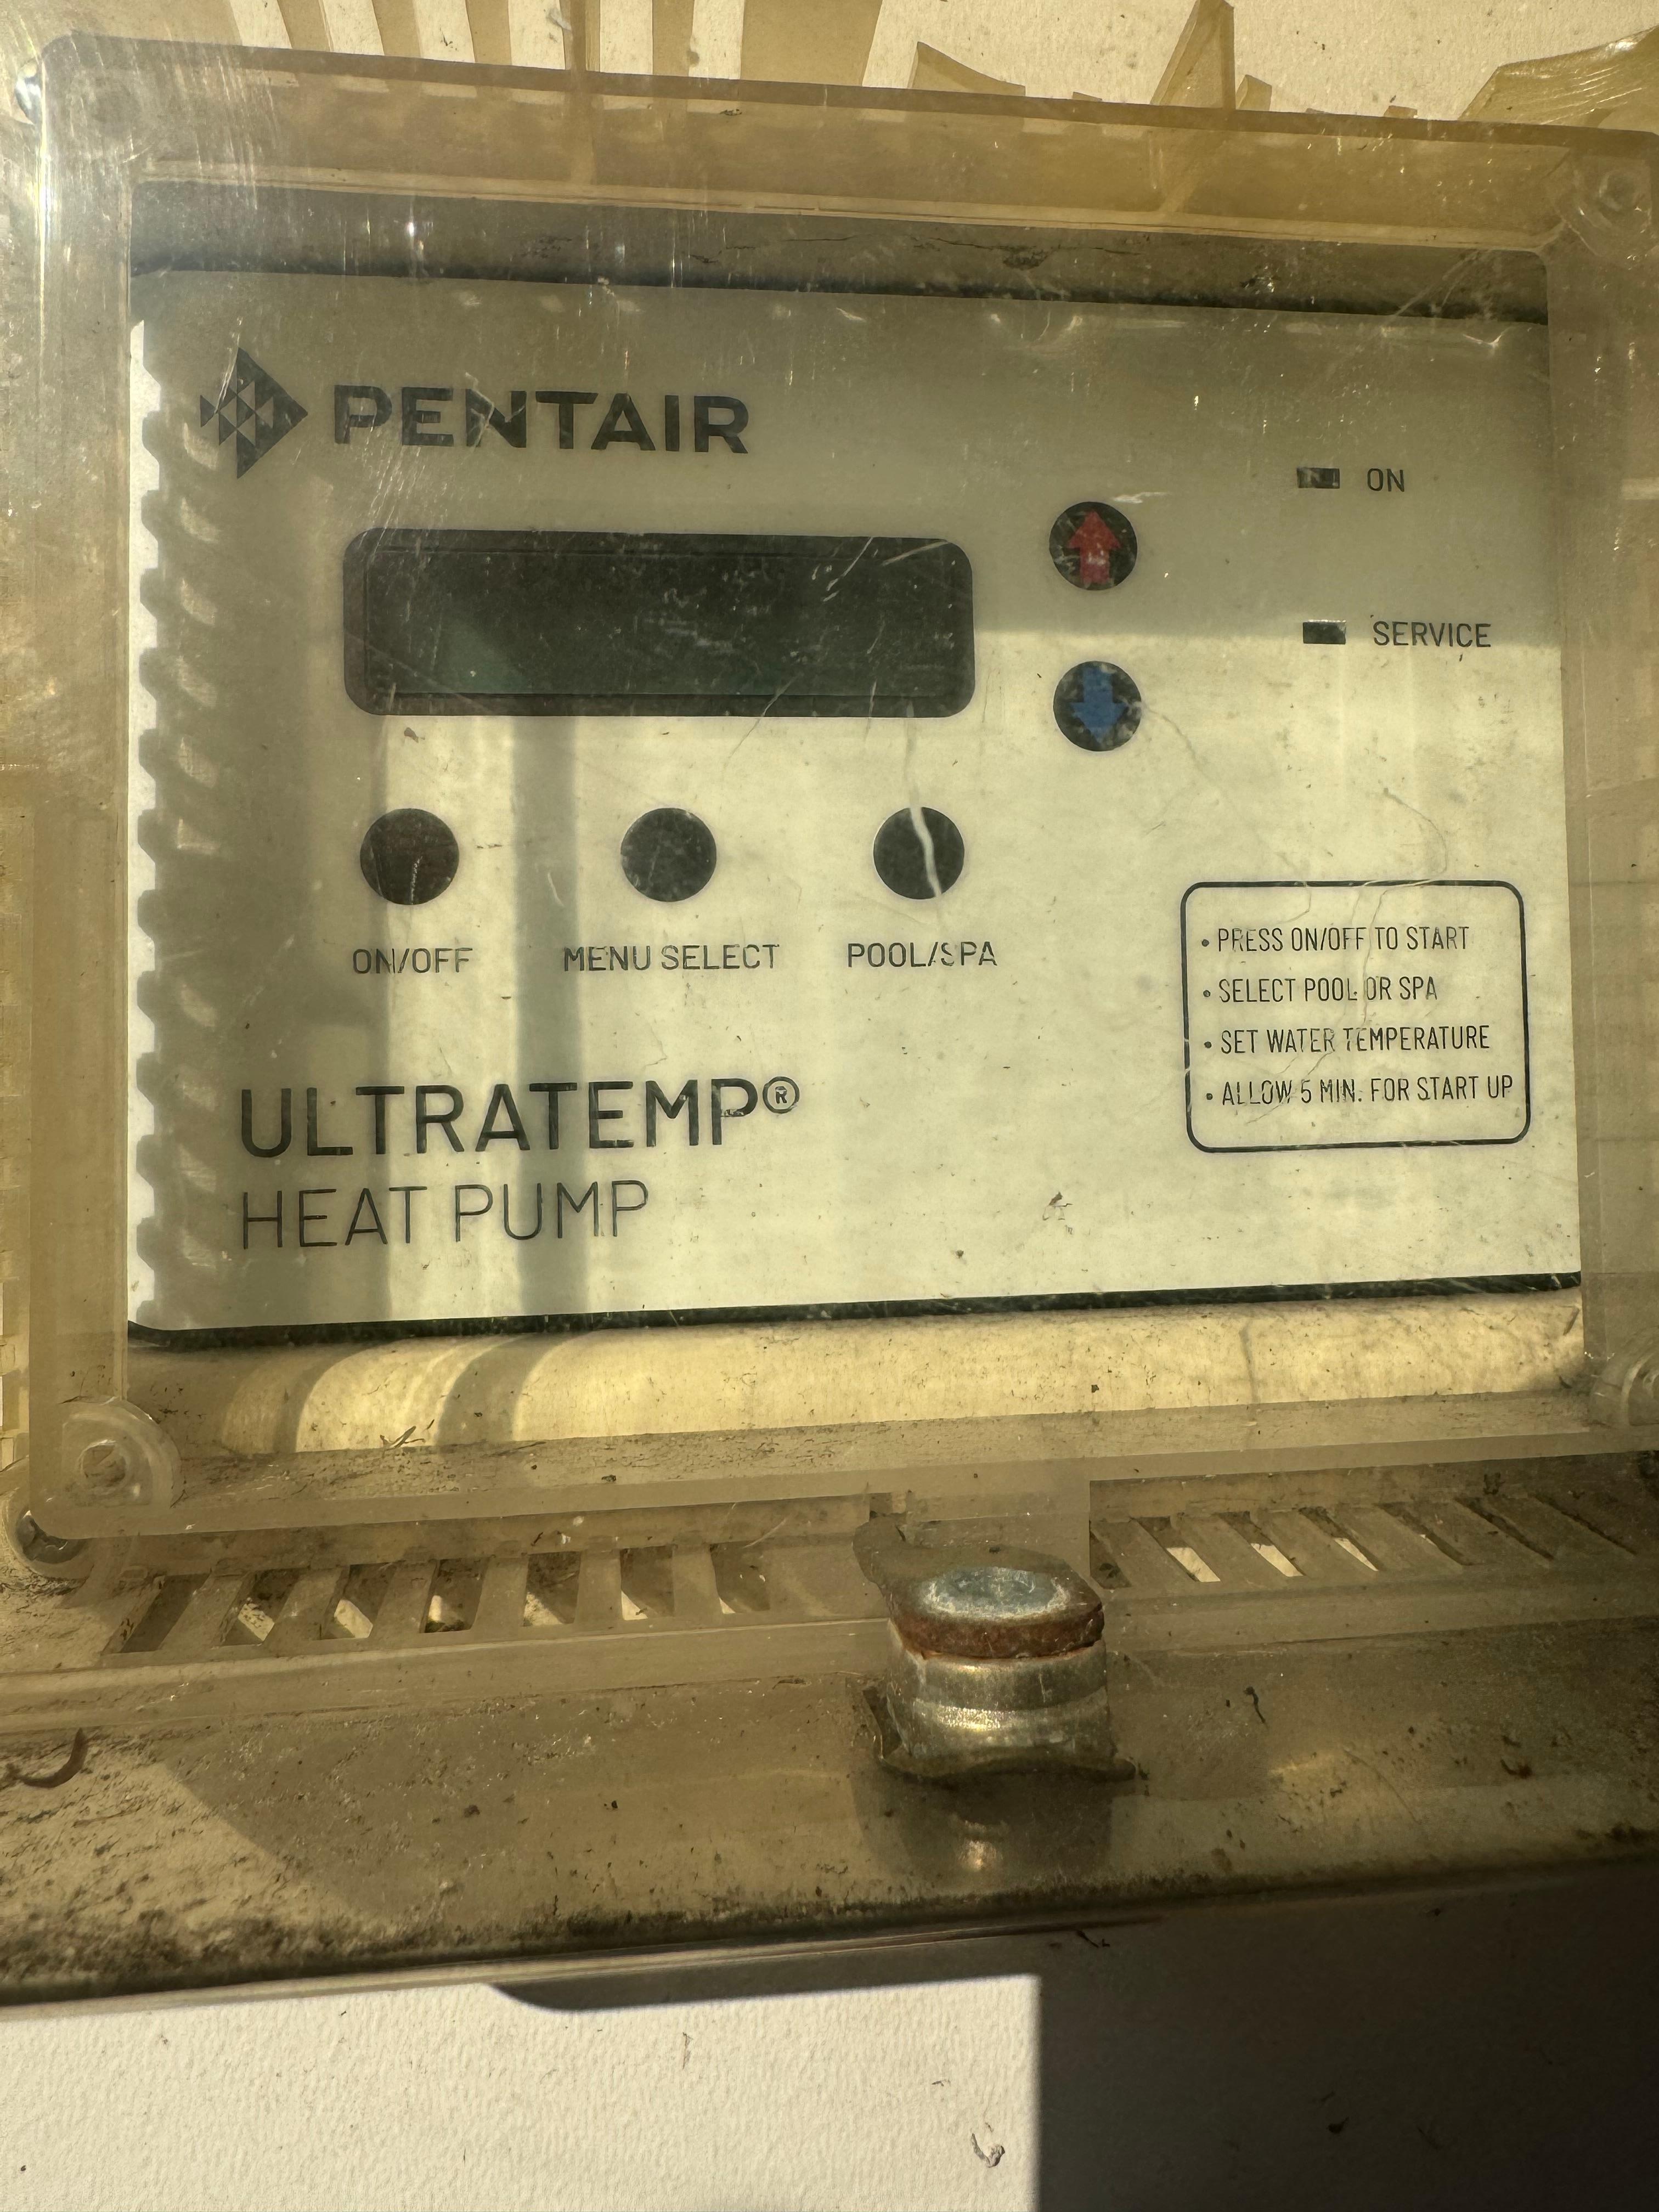 PENTAIR
ON
SERVICE
ON/OFF MENU SELECT POOL/SPA
• PRESS ON/OFF TO START
• SELECT POOL OR SPA
• SET WATER TEMPERATURE
• ALLOW 5 MIN. FOR START UP
ULTRATEMP®
HEAT PUMP